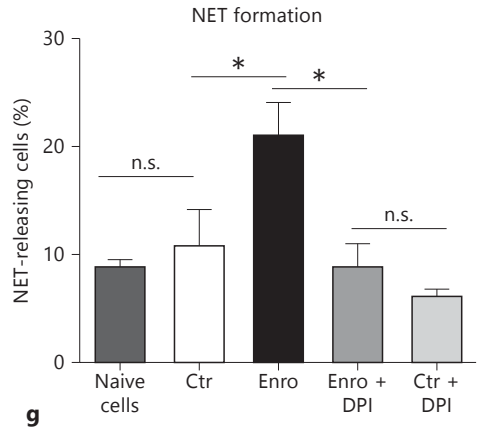 NET formation
NET-releasing cells (%)
30
20
10
0
n.s.
*
*
n.s.
Naive cells
Ctr
Enro
Enro + DPI
Ctr + DPI
g